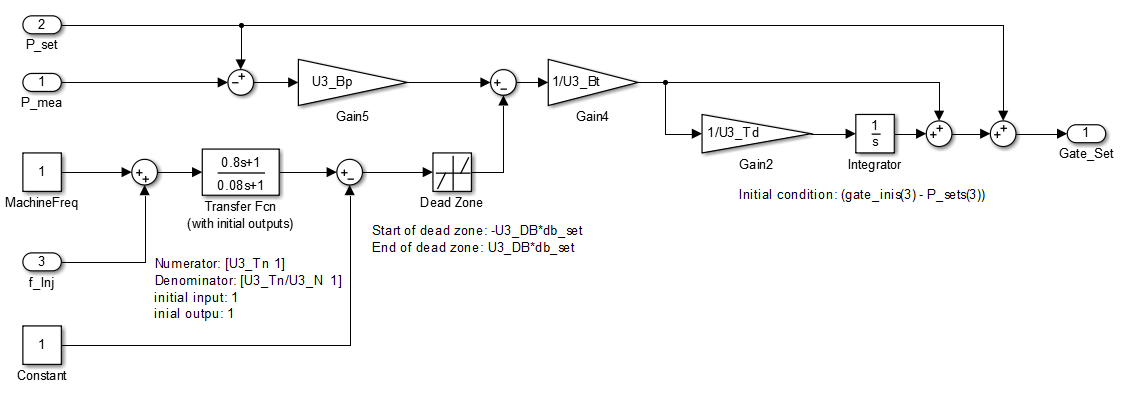 2
P_set
1
P_mea
U3_Bp
Gain5
1/U3_Bt
Gain4
1/U3_Td
Gain2
1
s
Integrator
1
Gate_Set
Initial condition: (gate_inis(3) - P_sets(3))
1
MachineFreq
0.8s+1
0.08s+1
Transfer Fcn
(with initial outputs)
Dead Zone
Start of dead zone: -U3_DB*db_set
End of dead zone: U3_DB*db_set
3
f_Inj
Numerator: [U3_Tn 1]
Denominator: [U3_Tn/U3_N 1]
initial input: 1
inial outpu: 1
1
Constant